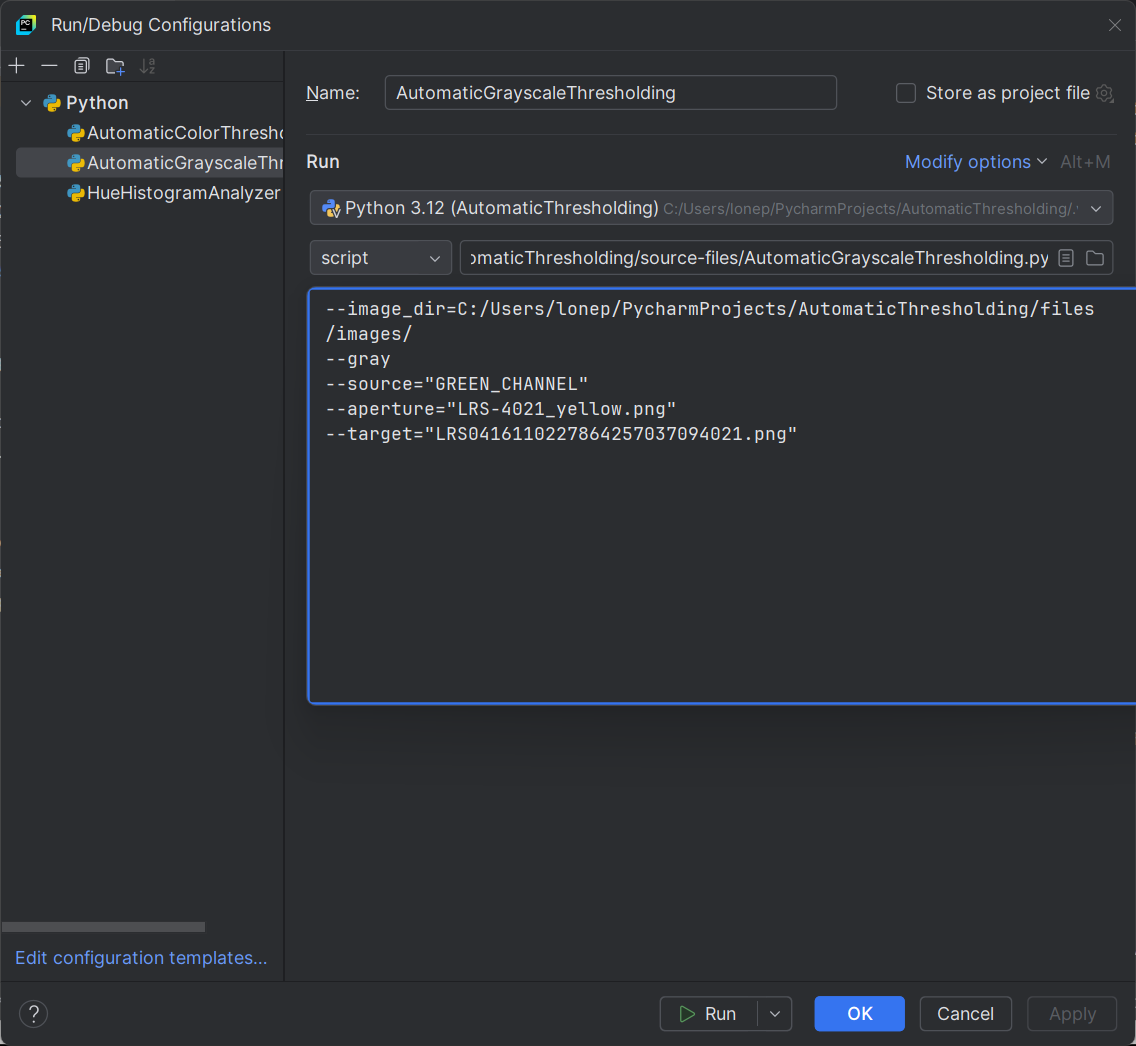 Run/Debug Configurations
Python
AutomaticColorThresho
AutomaticGrayscaleThr
HueHistogramAnalyzer
Edit configuration templates...
Name:
AutomaticGrayscaleThresholding
Store as project file
Run
Modify options
Alt+M
Python 3.12 (AutomaticThresholding) C:/Users/lonep/PycharmProjects/AutomaticThresholding/.
script
omaticThresholding/source-files/AutomaticGrayscaleThresholding.py
--image_dir=C:/Users/lonep/PycharmProjects/AutomaticThresholding/files
/images/
--gray
--source="GREEN_CHANNEL"
--aperture="LRS-4021_yellow.png"
--target="LRS0416110227864257037094021.png"
?
Run
OK
Cancel
Apply